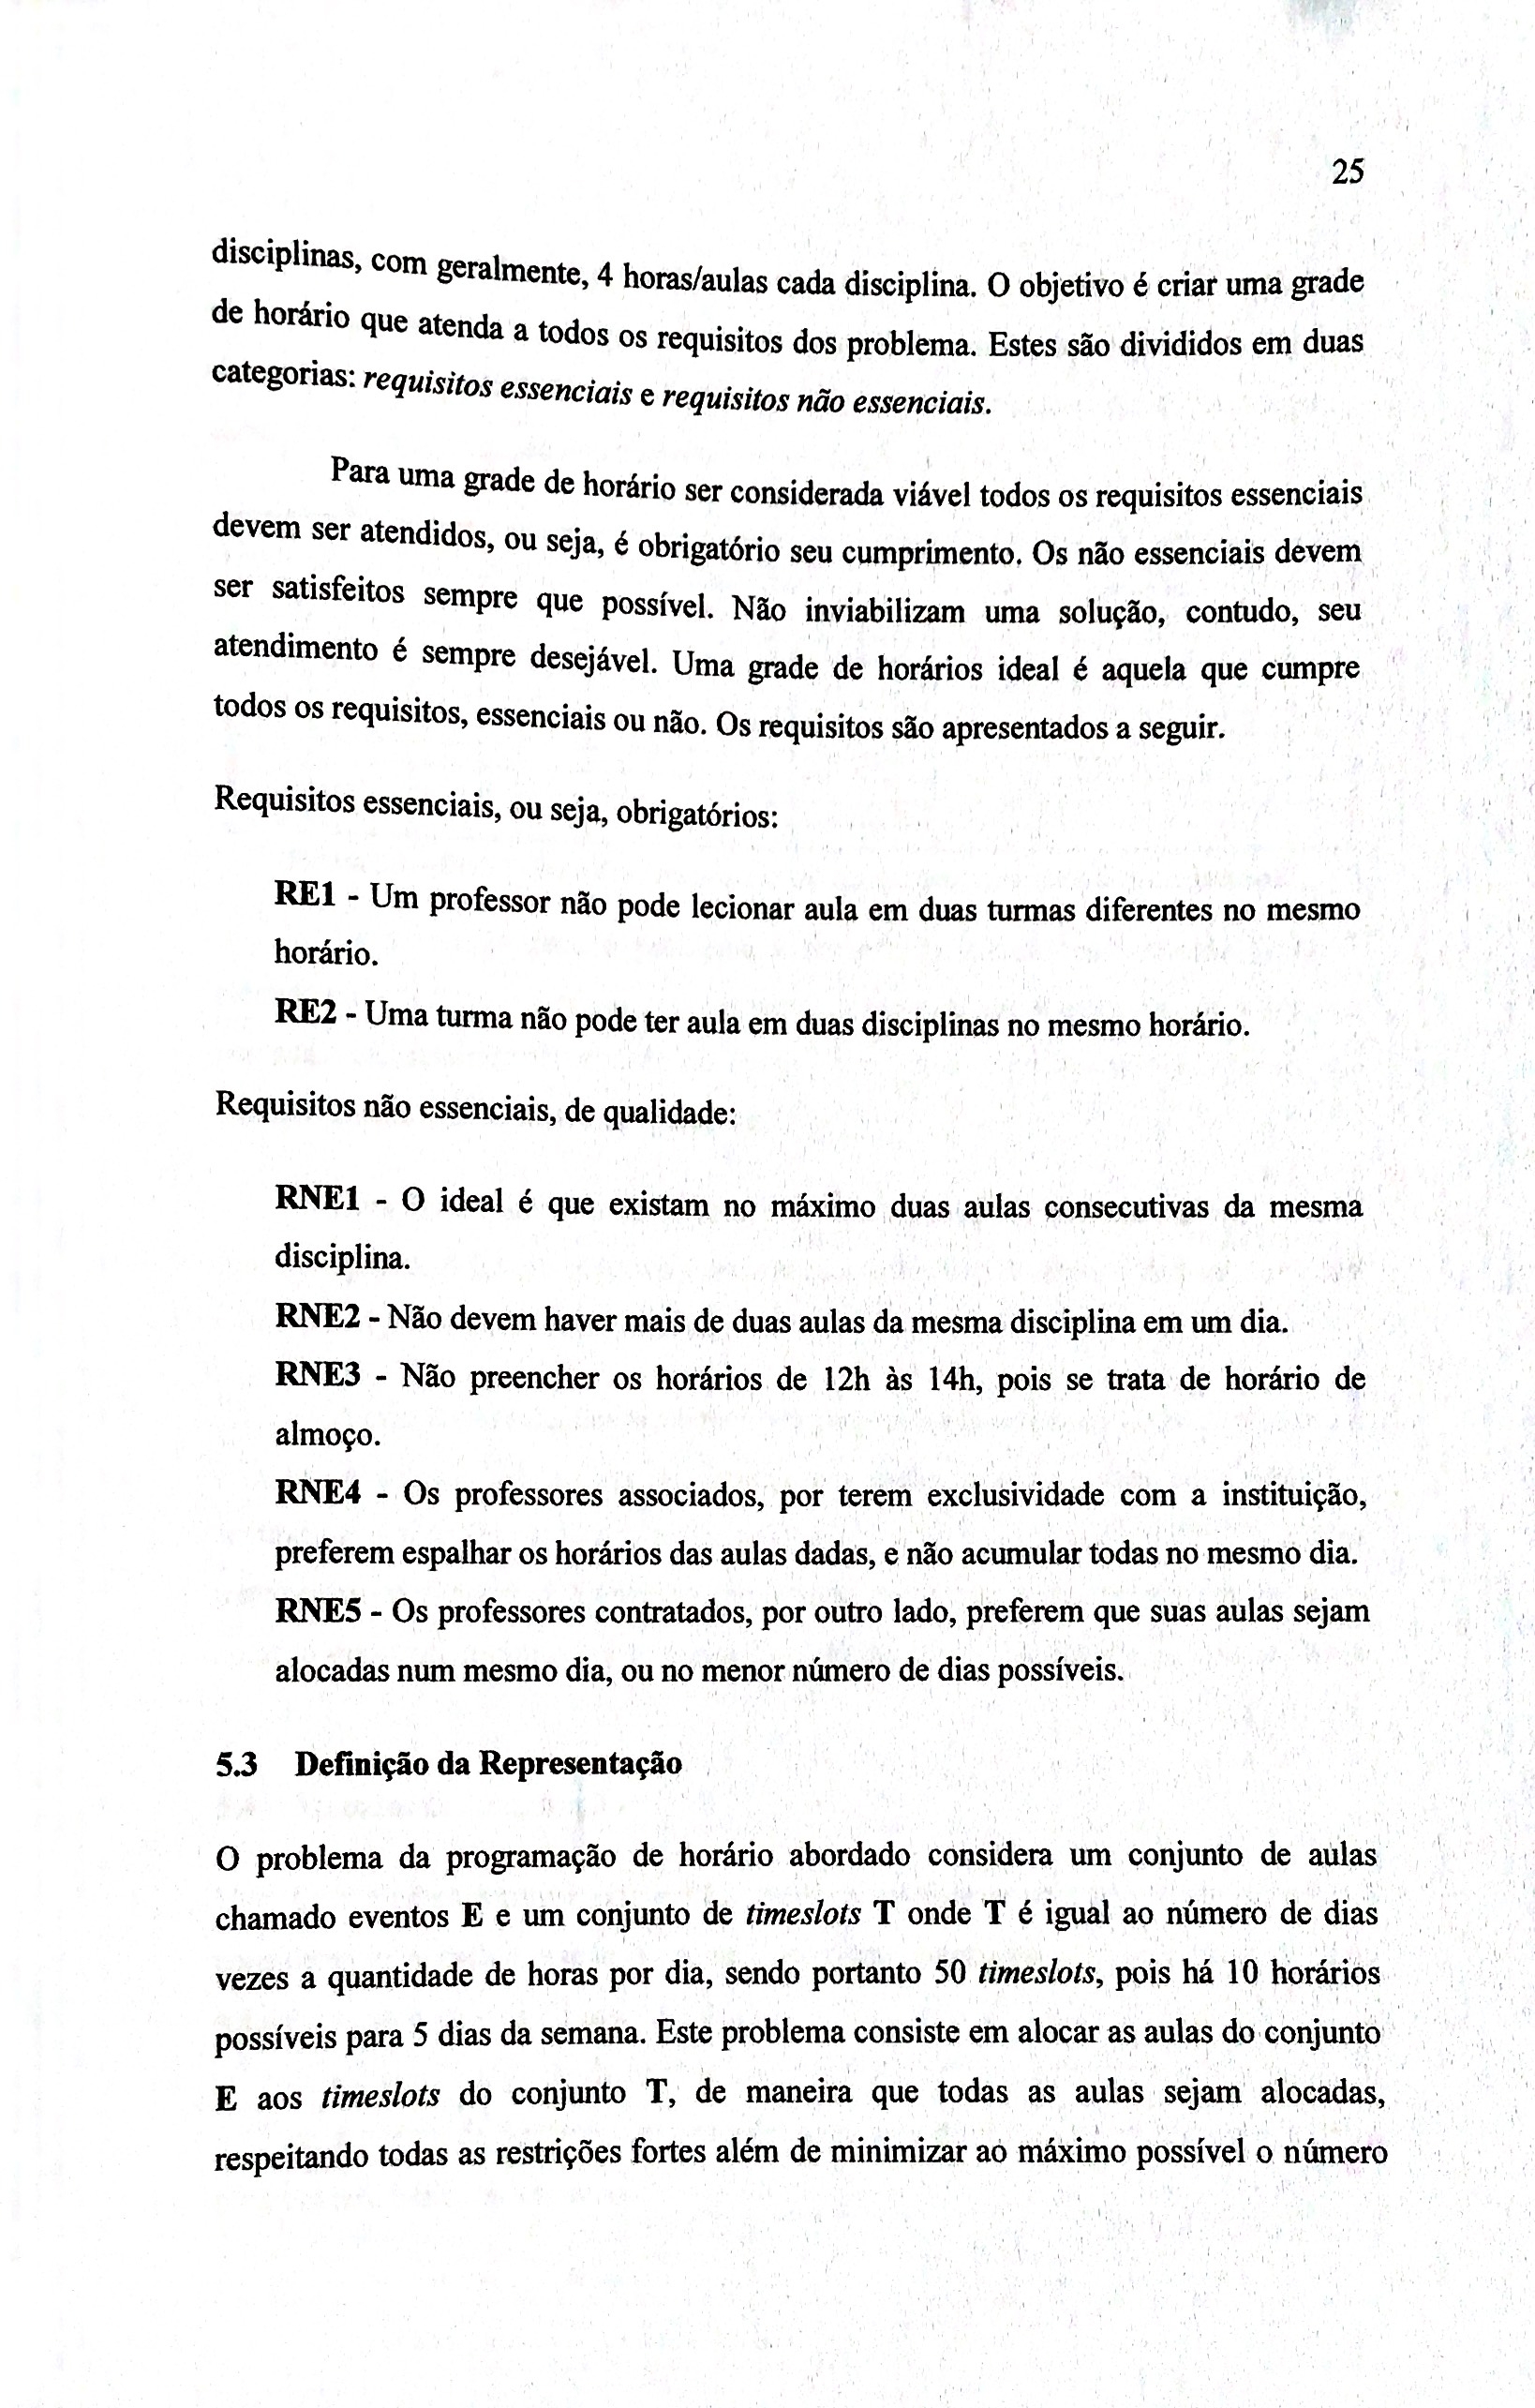 25
disciplinas, com geralmente, 4 horas/aulas cada disciplina. O objetivo é criar uma grade
de horário que atenda a todos os requisitos dos problema. Estes são divididos em duas
categorias: requisitos essenciais e requisitos não essenciais.
Para uma grade de horário ser considerada viável todos os requisitos essenciais
devem ser atendidos, ou seja, é obrigatório seu cumprimento. Os não essenciais devem
ser satisfeitos sempre que possível. Não inviabilizam uma solução, contudo, seu
atendimento é sempre desejável. Uma grade de horários ideal é aquela que cumpre
todos os requisitos, essenciais ou não. Os requisitos são apresentados a seguir.
Requisitos essenciais, ou seja, obrigatórios:
RE1 - Um professor não pode lecionar aula em duas turmas diferentes no mesmo
horário.
RE2 - Uma turma não pode ter aula em duas disciplinas no mesmo horário.
Requisitos não essenciais, de qualidade:
RNE1 - O ideal é que existam no máximo duas aulas consecutivas da mesma
disciplina.
RNE2 - Não devem haver mais de duas aulas da mesma disciplina em um dia.
RNE3 - Não preencher os horários de 12h às 14h, pois se trata de horário de
almoço.
RNE4 - Os professores associados, por terem exclusividade com a instituição,
preferem espalhar os horários das aulas dadas, e não acumular todas no mesmo dia.
RNE5 - Os professores contratados, por outro lado, preferem que suas aulas sejam
alocadas num mesmo dia, ou no menor número de dias possíveis.
5.3 Definição da Representação
O problema da programação de horário abordado considera um conjunto de aulas
chamado eventos E e um conjunto de timeslots T onde T é igual ao número de dias
vezes a quantidade de horas por dia, sendo portanto 50 timeslots, pois há 10 horários
possíveis para 5 dias da semana. Este problema consiste em alocar as aulas do conjunto
E aos timeslots do conjunto T, de maneira que todas as aulas sejam alocadas,
respeitando todas as restrições fortes além de minimizar ao máximo possível o número